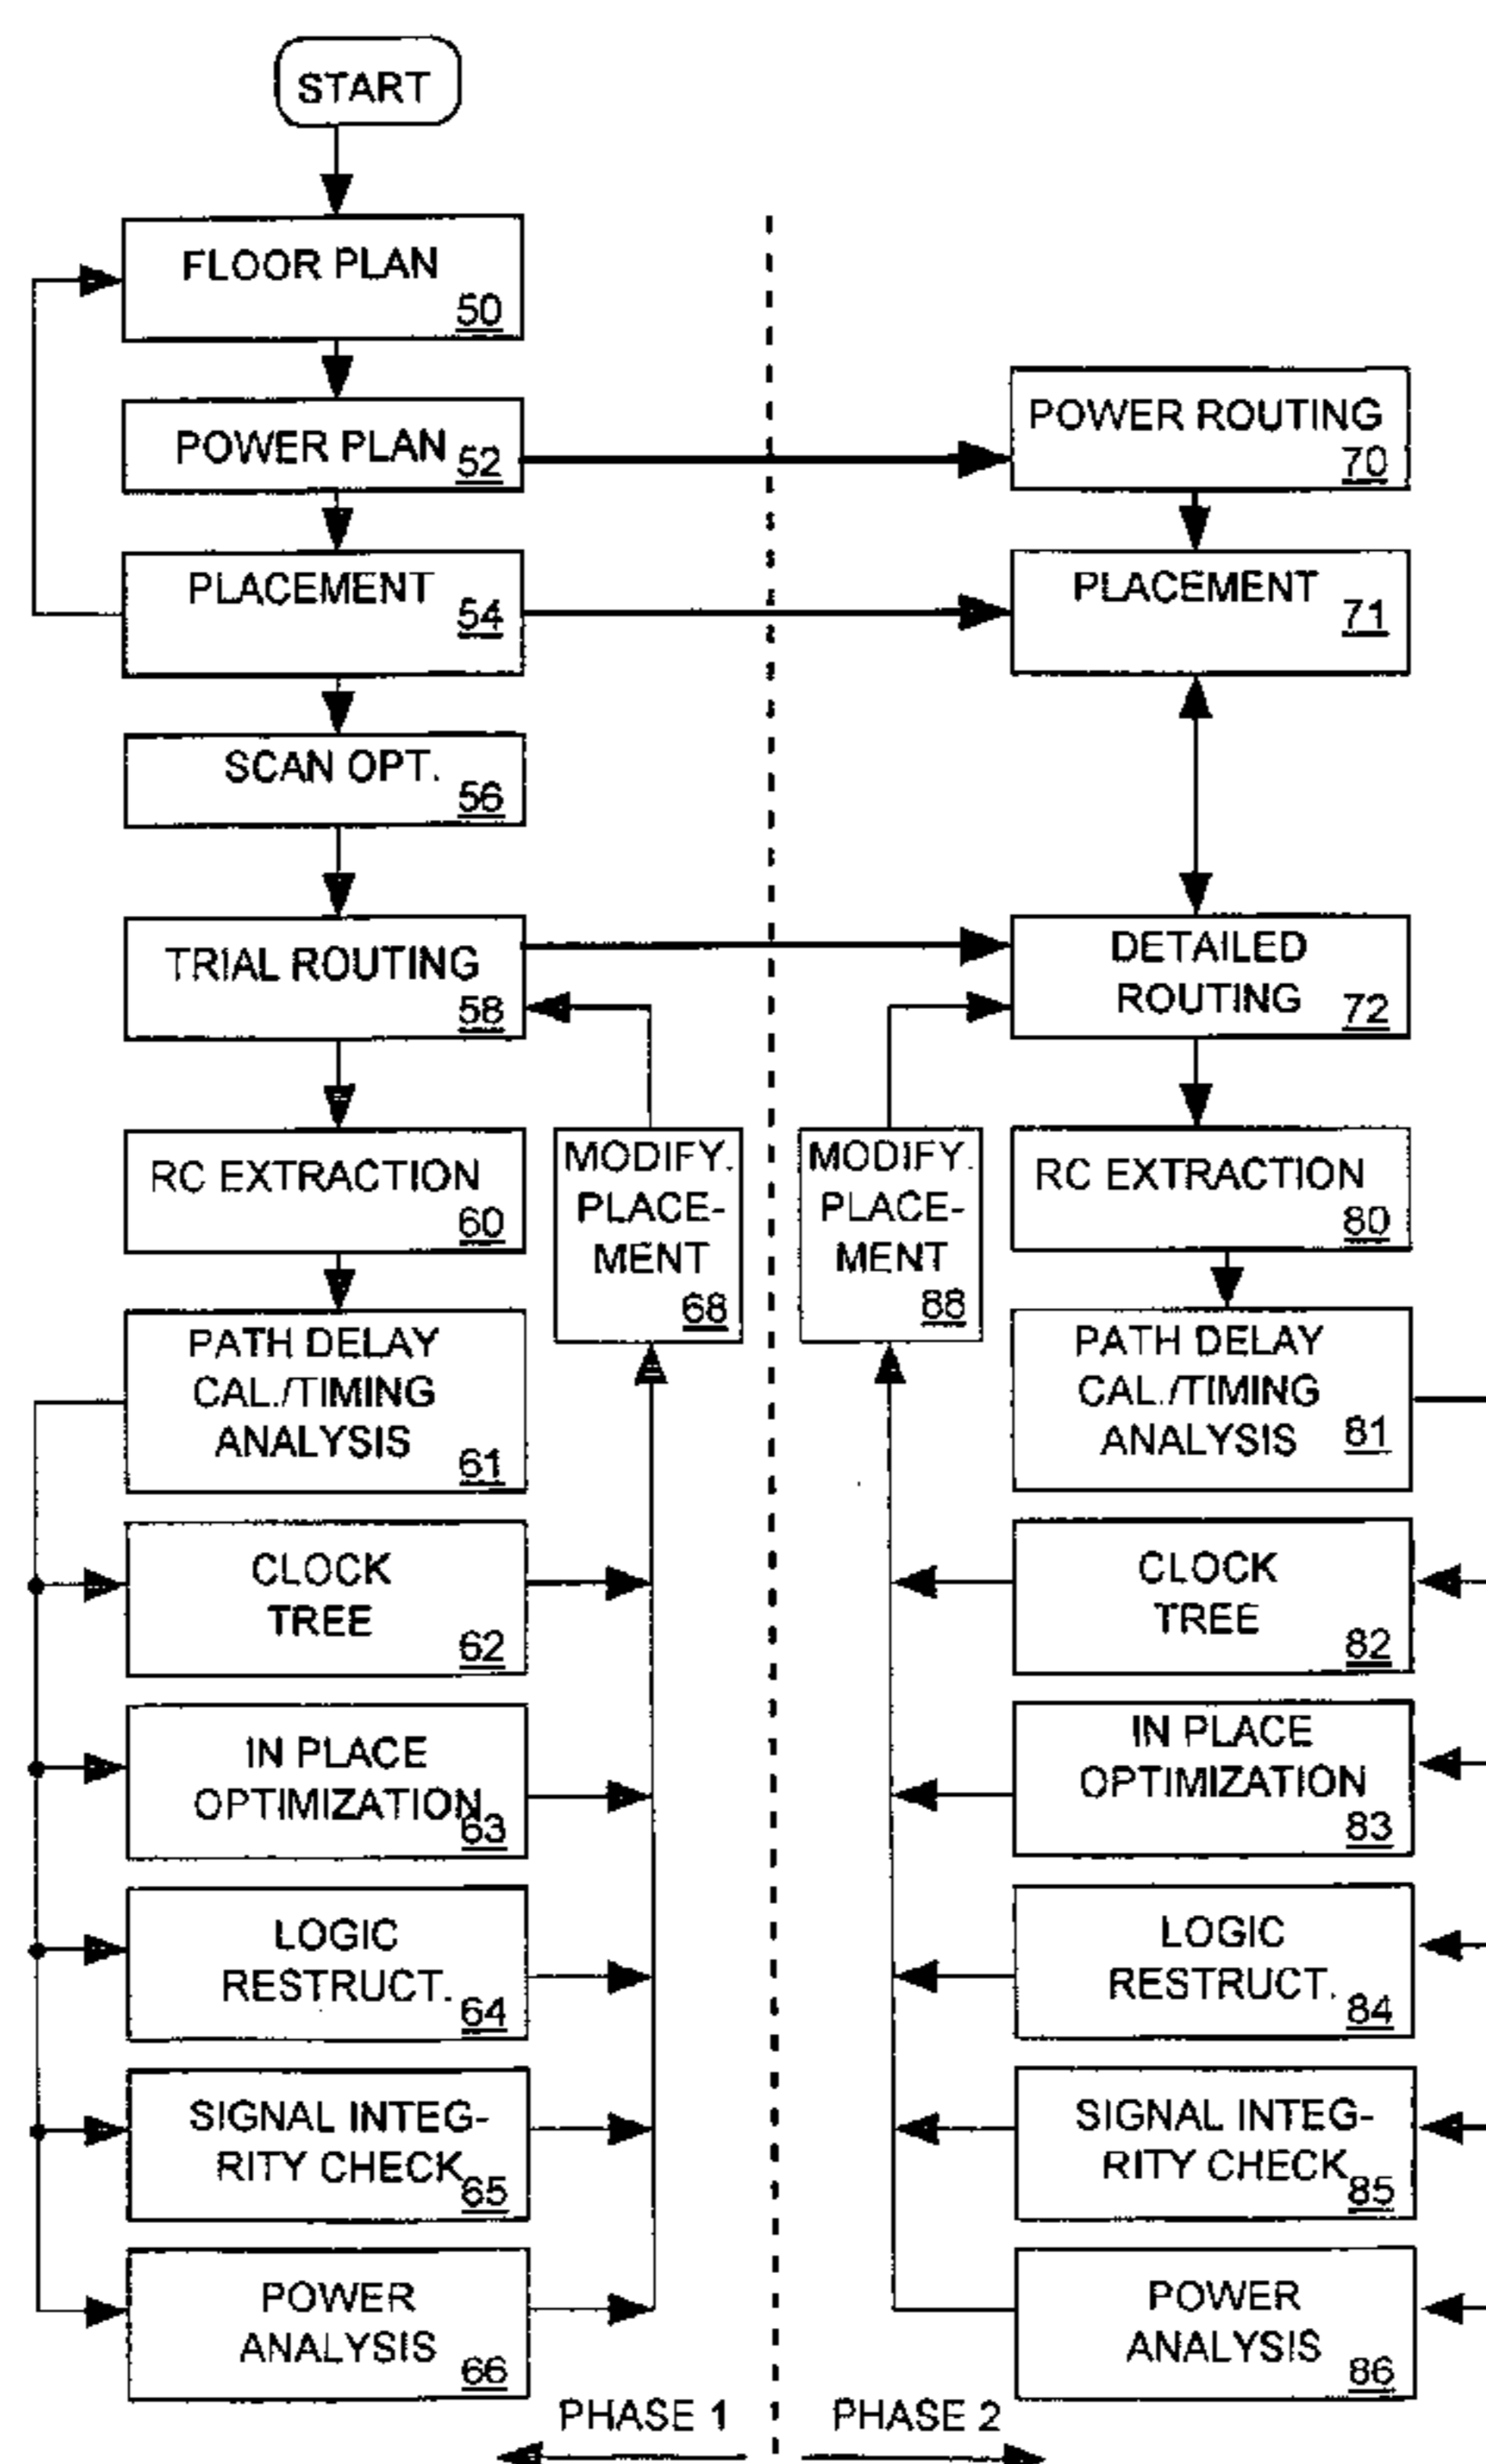 START
FLOOR PLAN
50
POWER PLAN
52
PLACEMENT
54
SCAN OPT.
56
TRIAL ROUTING
58
RC EXTRACTION
60
MODIFY.
PLACE-
MENT
68
PATH DELAY
CAL./TIMING
ANALYSIS
61
CLOCK
TREE
62
IN PLACE
OPTIMIZATION
63
LOGIC
RESTRUCT.
64
SIGNAL INTEG-
RITY CHECK
65
POWER
ANALYSIS
66
PHASE 1
POWER ROUTING
70
PLACEMENT
71
DETAILED
ROUTING
72
MODIFY.
PLACE-
MENT
88
RC EXTRACTION
80
PATH DELAY
CAL./TIMING
ANALYSIS
81
CLOCK
TREE
82
IN PLACE
OPTIMIZATION
83
LOGIC
RESTRUCT.
84
SIGNAL INTEG-
RITY CHECK
85
POWER
ANALYSIS
86
PHASE 2